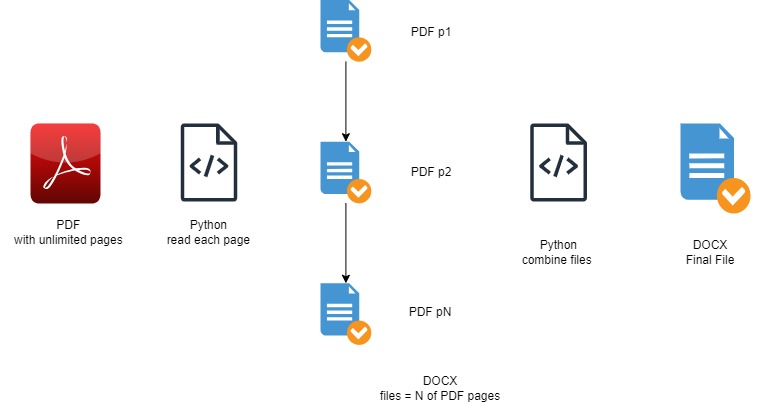 PDF p1
PDF p2
PDF
with unlimited pages
</>
Python
read each page
</>
Python
combine files
DOCX
Final File
PDF pN
DOCX
files = N of PDF pages